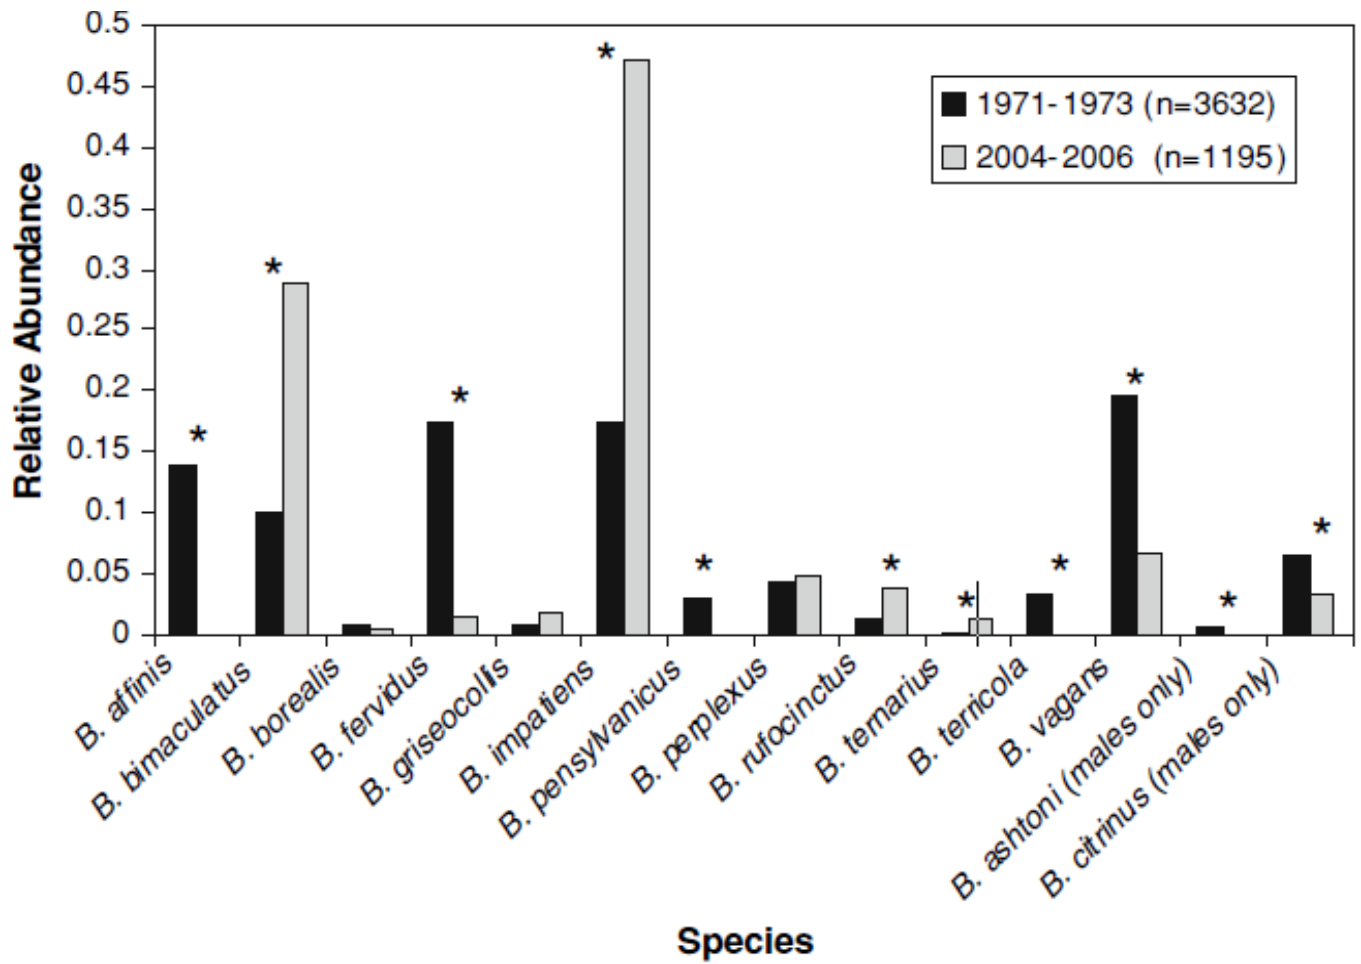 0.5
0.45
0.4
0.35
0.3
0.25
0.2
0.15
0.1
0.05
0
Relative Abundance
1971-1973 (n=3632)
2004-2006 (n=1195)
*
*
*
*
*
*
*
*
*
*
*
B. affinis
B. bimaculatus
B. borealis
B. fervidus
B. griseocollis
B. impatiens
B. pensylvanicus
B. perplexus
B. rufocinctus
B. ternarius
B. terricola
B. vagans
B. ashtoni (males only)
B. citrinus (males only)
Species